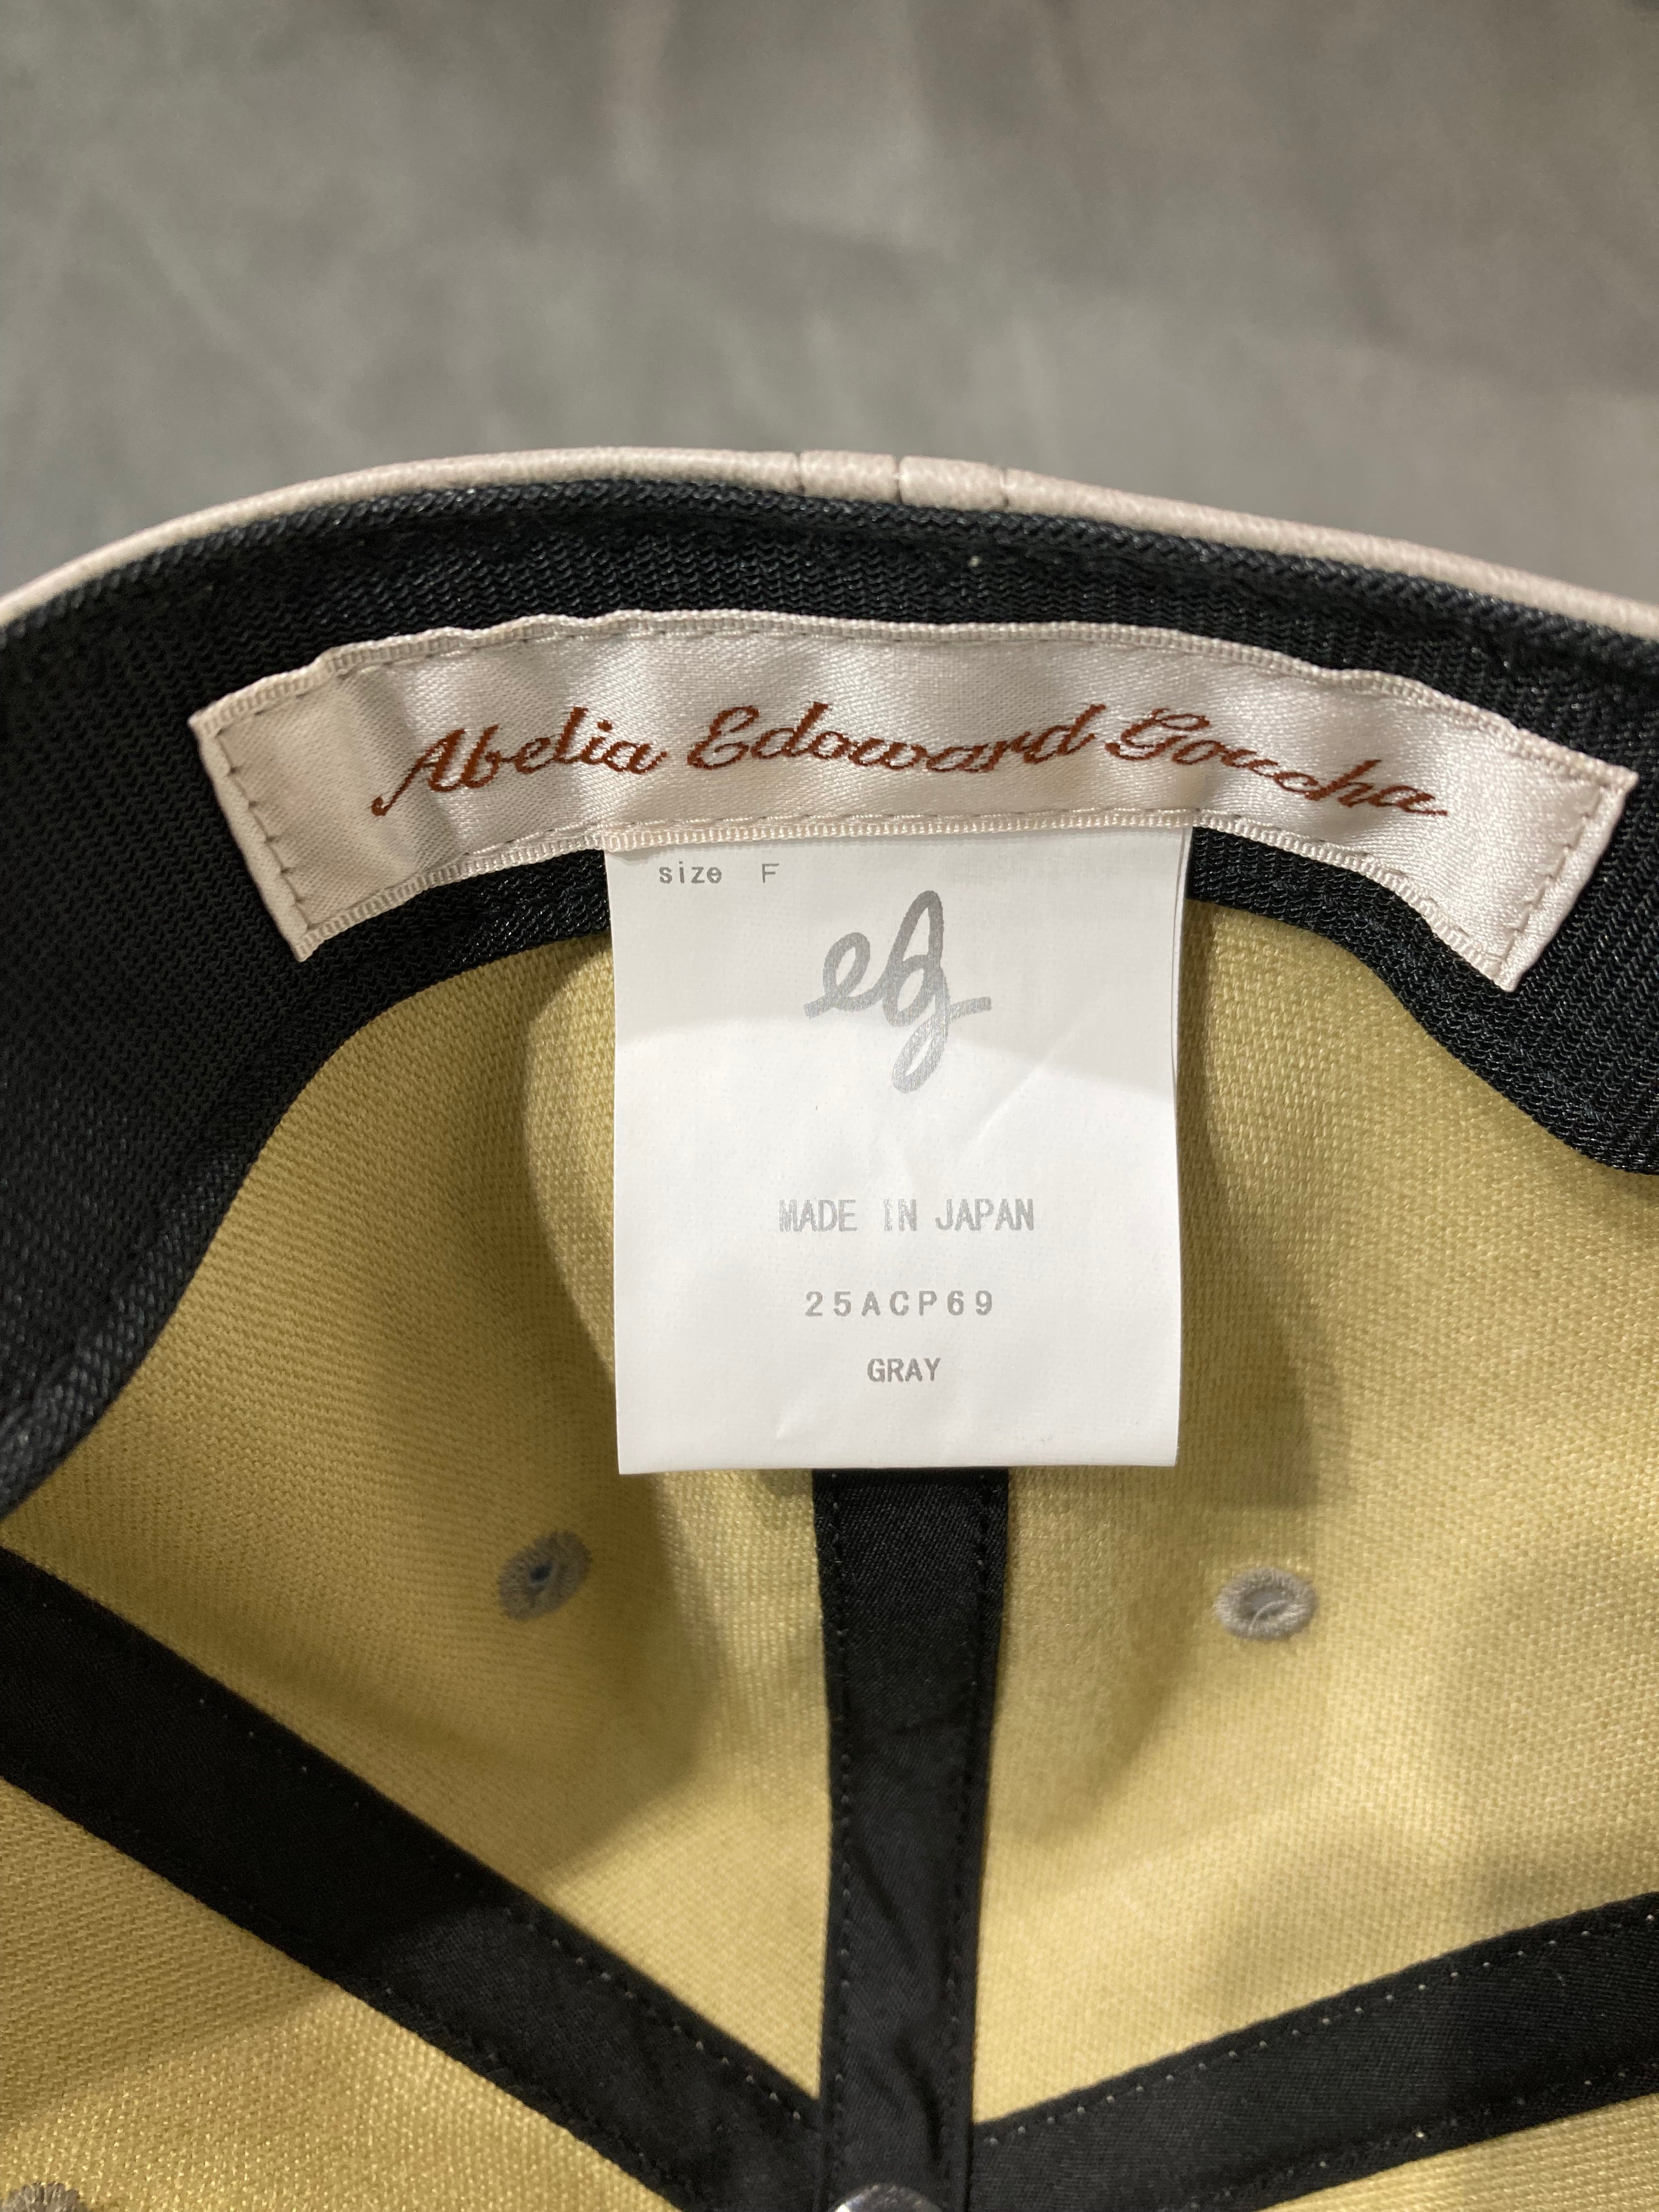 Abelia Edoward Goucha
size F
eg
MADE IN JAPAN
25ACP69
GRAY